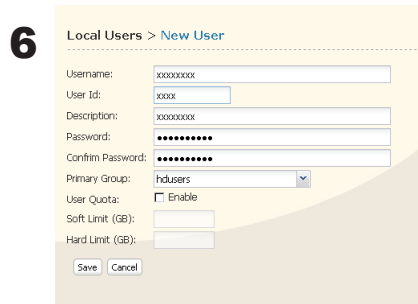 6
Local Users > New User
Username: xxxxxxxx
User Id: xxxx
Description: xxxxxxxx
Password: ●●●●●●●●●●
Confrim Password: ●●●●●●●●●●
Primary Group: hdusers
User Quota: Enable
Soft Limit (GB):
Hard Limit (GB):
Save Cancel